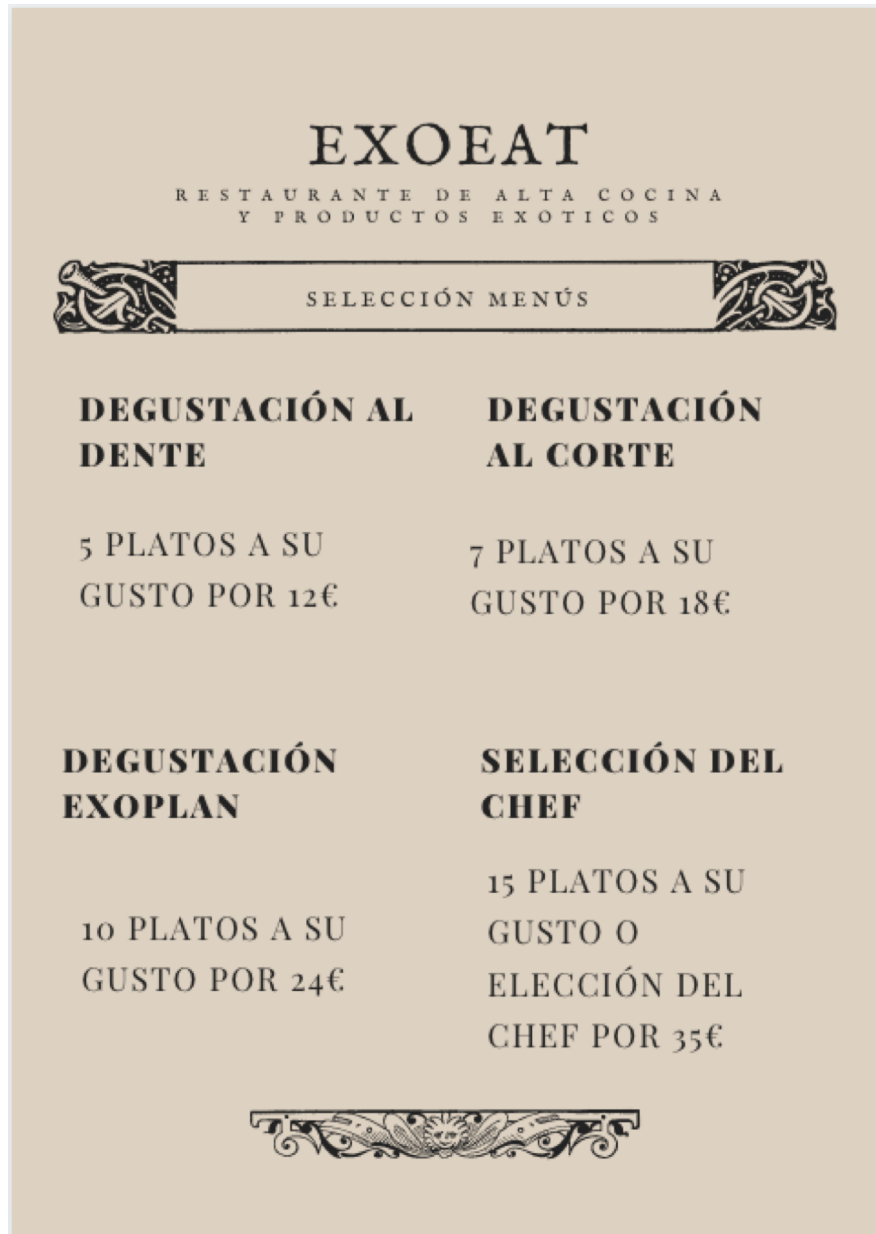 EXOEAT
RESTAURANTE DE ALTA COCINA
Y PRODUCTOS EXOTICOS
SELECCIÓN MENÚS
DEGUSTACIÓN AL
DENTE
5 PLATOS A SU
GUSTO POR 12€
DEGUSTACIÓN
AL CORTE
7 PLATOS A SU
GUSTO POR 18€
DEGUSTACIÓN
EXOPLAN
10 PLATOS A SU
GUSTO POR 24€
SELECCIÓN DEL
CHEF
15 PLATOS A SU
GUSTO O
ELECCIÓN DEL
CHEF POR 35€